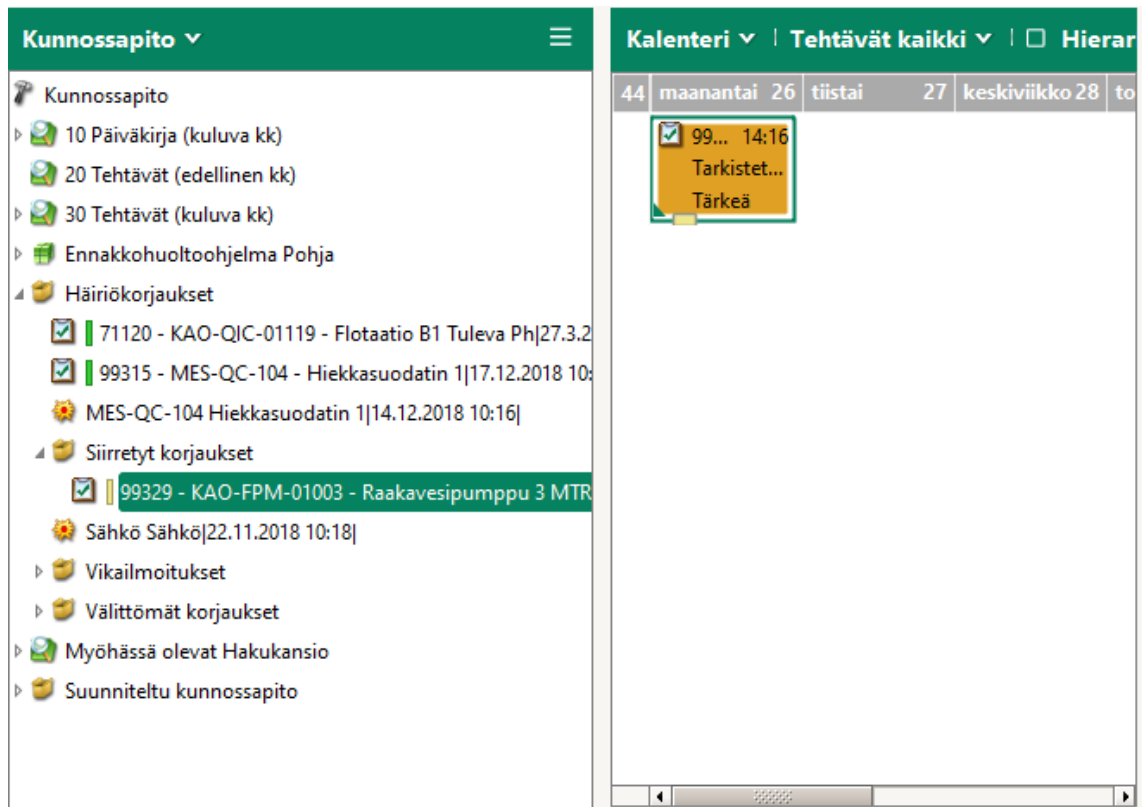 Kunnossapito
Kunnossapito
10 Päiväkirja (kuluva kk)
20 Tehtävät (edellinen kk)
30 Tehtävät (kuluva kk)
Ennakkohuoltoohjelma Pohja
Häiriökorjaukset
71120 - KAO-QIC-01119 - Flotaatio B1 Tuleva Ph|27.3.2
99315 - MES-QC-104 - Hiekkasuodatin 1|17.12.2018 10:
MES-QC-104 Hiekkasuodatin 1|14.12.2018 10:16|
Siirretyt korjaukset
99329 - KAO-FPM-01003 - Raakavesipumppu 3 MTR
Sähkö Sähkö|22.11.2018 10:18|
Vikailmoitukset
Välittömät korjaukset
Myöhässä olevat Hakukansio
Suunniteltu kunnossapito
Kalenteri | Tehtävät kaikki | Hierar
44 maanantai 26 tiistai 27 keskiviikko 28 to
99... 14:16
Tarkistet...
Tärkeä